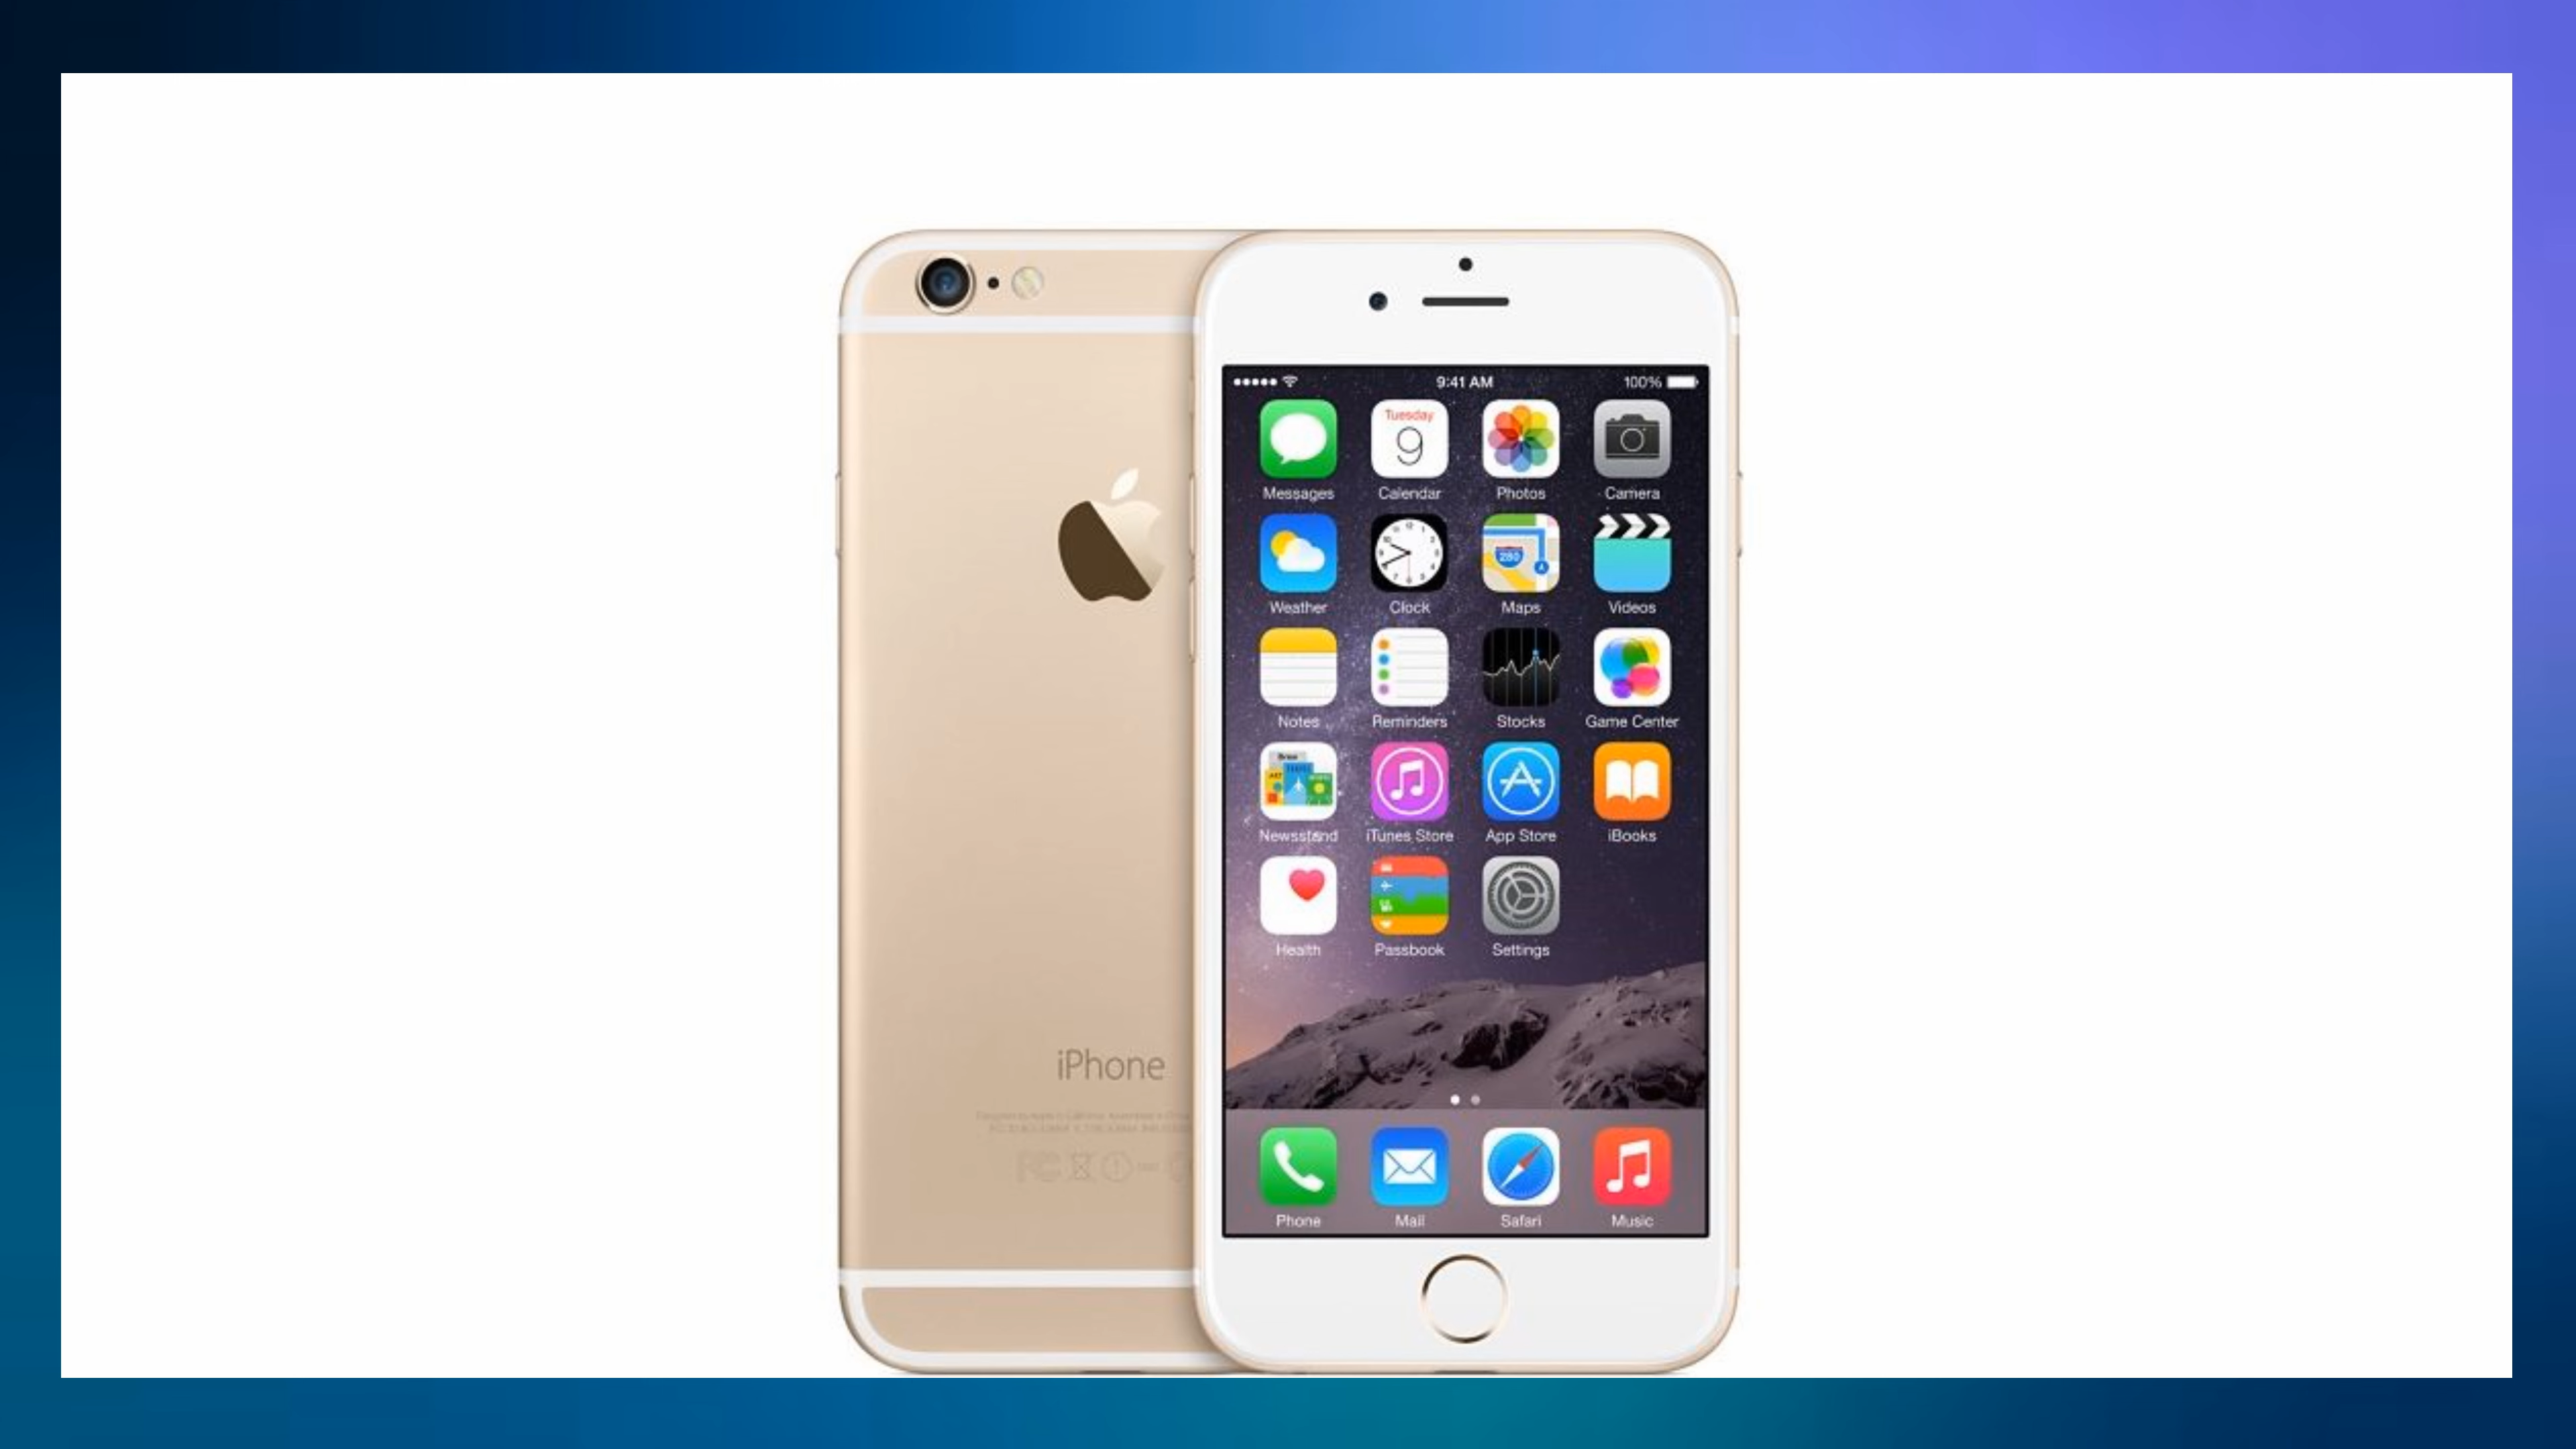 9:41 AM 100%
Tuesday
9
Messages Calendar Photos Camera
280
Weather Clock Maps Videos
Notes Reminders Stocks Game Center
Newsstand iTunes Store App Store iBooks
Health Passbook Settings
iPhone
Phone Mail Safari Music